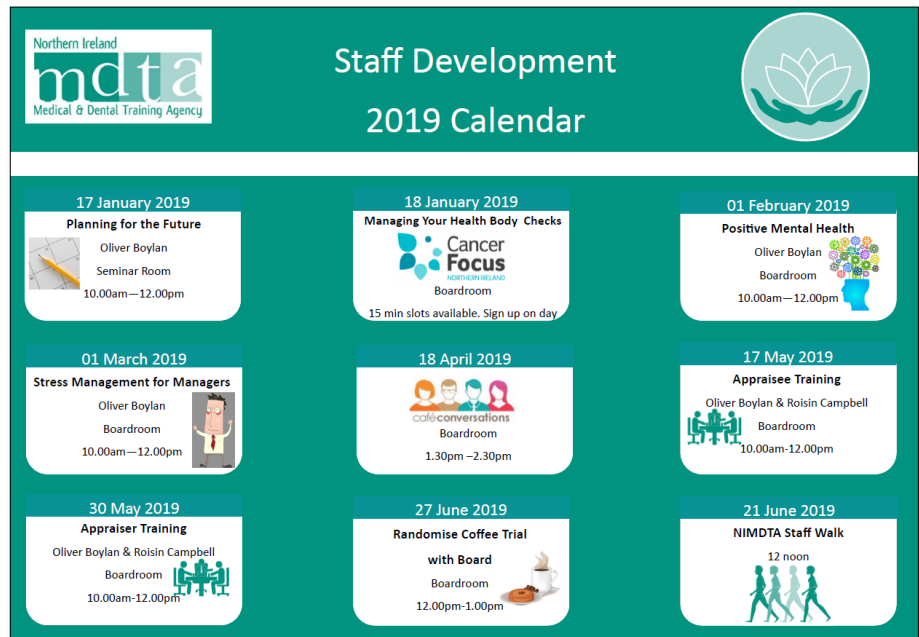 Northern Ireland
mdta
Medical & Dental Training Agency
Staff Development
2019 Calendar
17 January 2019
Planning for the Future
Oliver Boylan
Seminar Room
10.00am—12.00pm
18 January 2019
Managing Your Health Body Checks
Cancer
Focus
NORTHERN IRELAND
Boardroom
15 min slots available. Sign up on day
01 February 2019
Positive Mental Health
Oliver Boylan
Boardroom
10.00am—12.00pm
01 March 2019
Stress Management for Managers
Oliver Boylan
Boardroom
10.00am—12.00pm
18 April 2019
caféconversations
Boardroom
1.30pm –2.30pm
17 May 2019
Appraisee Training
Oliver Boylan & Roisin Campbell
Boardroom
10.00am-12.00pm
30 May 2019
Appraiser Training
Oliver Boylan & Roisin Campbell
Boardroom
10.00am-12.00pm
27 June 2019
Randomise Coffee Trial
with Board
Boardroom
12.00pm-1.00pm
21 June 2019
NIMDTA Staff Walk
12 noon